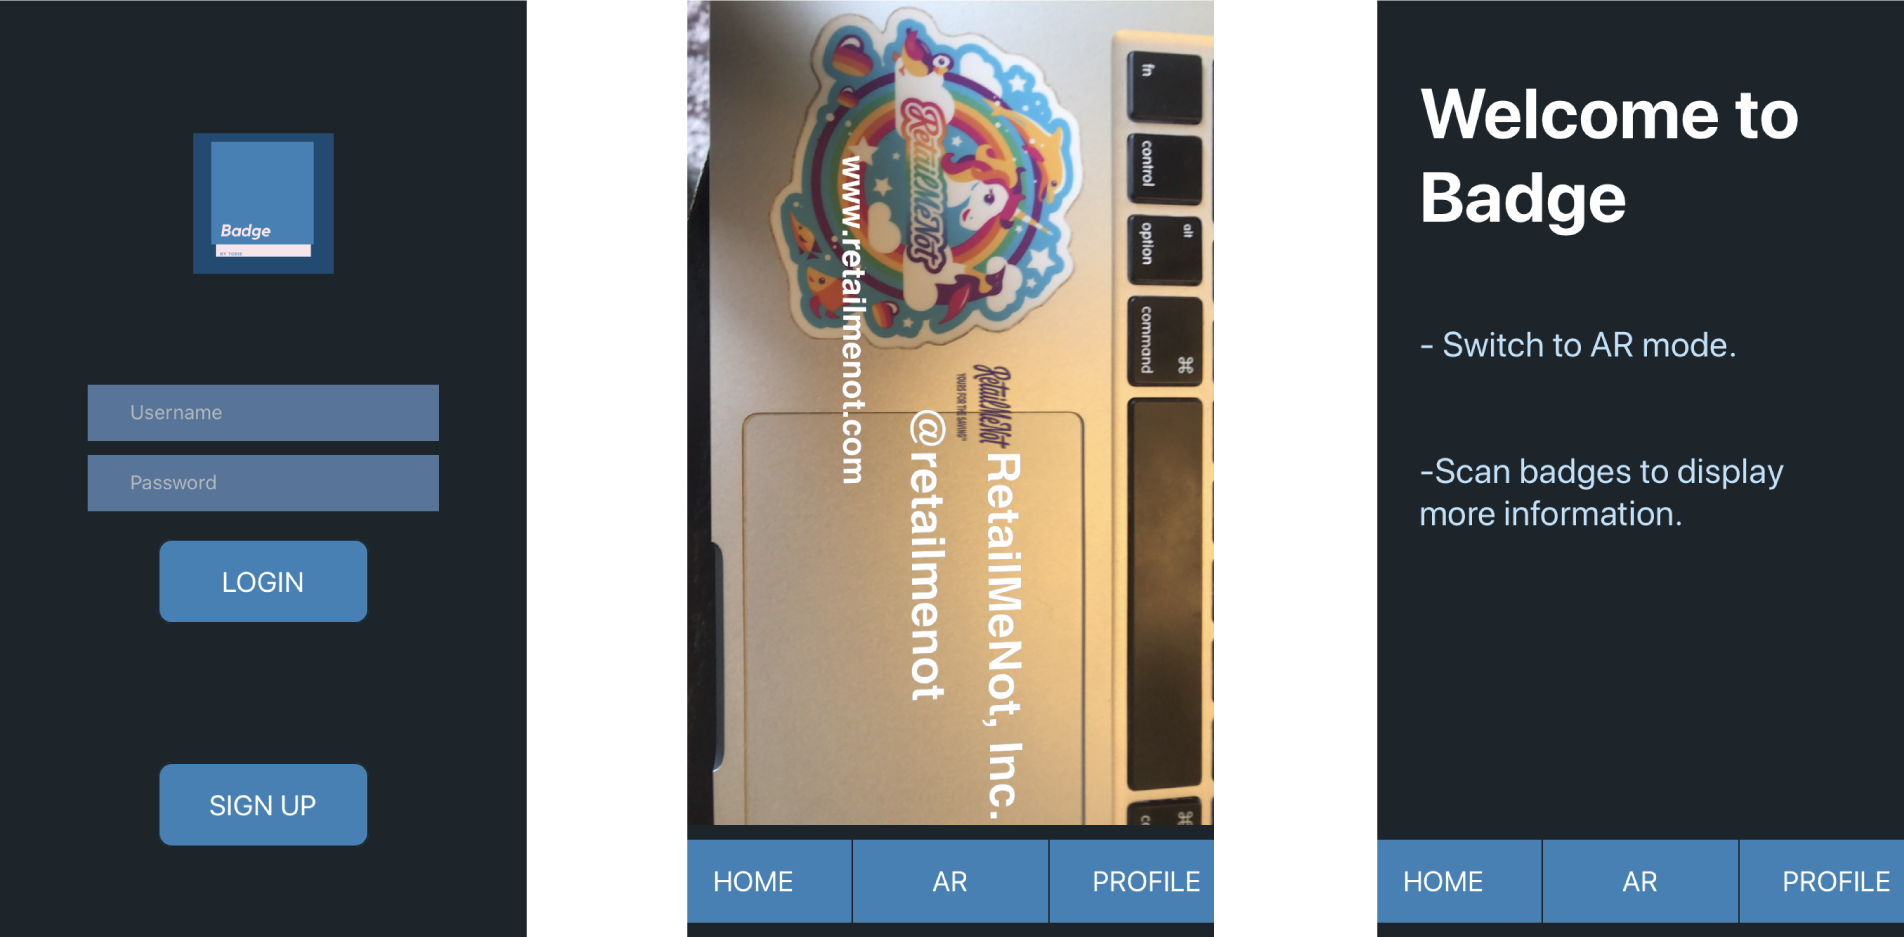 Badge
BY TOBIE
Username
Password
LOGIN
SIGN UP
RetailMeNot
www.retailmenot.com
RetailMeNot
YOURS FOR THE SAVING
@retailmenot
RetailMeNot, Inc.
fn
control
alt
option
command
⌘
⌘
HOME
AR
PROFILE
Welcome to
Badge
- Switch to AR mode.
-Scan badges to display
more information.
HOME
AR
PROFILE